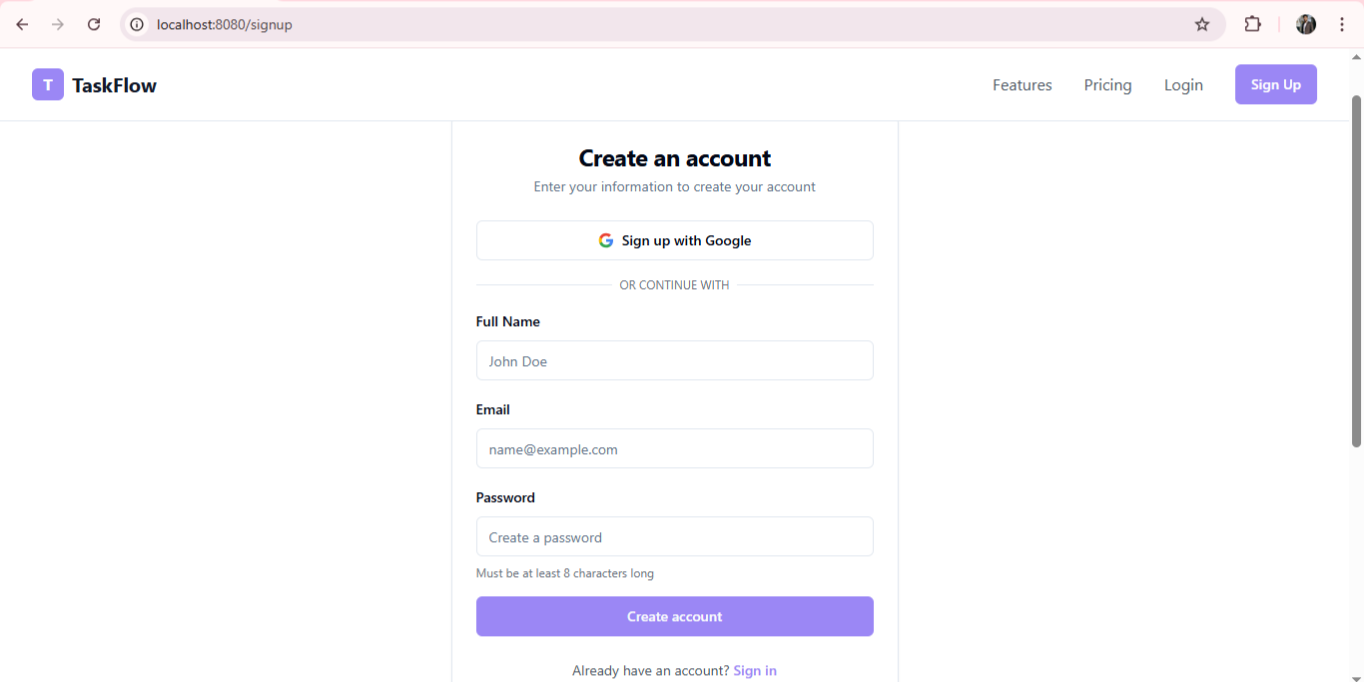 localhost:8080/signup
T TaskFlow
Features
Pricing
Login
Sign Up
Create an account
Enter your information to create your account
Sign up with Google
OR CONTINUE WITH
Full Name
John Doe
Email
name@example.com
Password
Create a password
Must be at least 8 characters long
Create account
Already have an account? Sign in